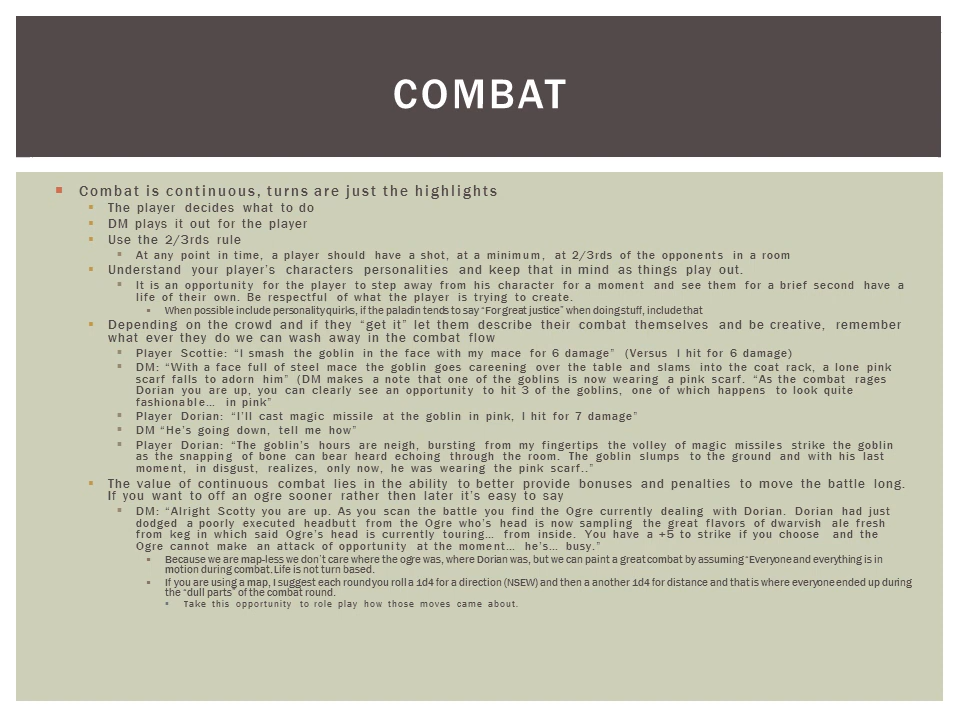 COMBAT
Combat is continuous, turns are just the highlights
The player decides what to do
DM plays it out for the player
Use the 2/3rds rule
At any point in time, a player should have a shot, at a minimum, at 2/3rds of the opponents in a room
Understand your player's characters personalities and keep that in mind as things play out.
It is an opportunity for the player to step away from his character for a moment and see them for a brief second have a
life of their own. Be respectful of what the player is trying to create.
When possible include personality quirks, if the paladin tends to say “For great justice” when doing stuff, include that
Depending on the crowd and if they “get it” let them describe their combat themselves and be creative, remember
what ever they do we can wash away in the combat flow
Player Scottie: “I smash the goblin in the face with my mace for 6 damage” (Versus I hit for 6 damage)
DM: “With a face full of steel mace the goblin goes careening over the table and slams into the coat rack, a lone pink
scarf falls to adorn him” (DM makes a note that one of the goblins is now wearing a pink scarf. “As the combat rages
Dorian you are up, you can clearly see an opportunity to hit 3 of the goblins, one of which happens to look quite
fashionable… in pink”
Player Dorian: “I'll cast magic missile at the goblin in pink, I hit for 7 damage”
DM “He's going down, tell me how”
Player Dorian: “The goblin's hours are neigh, bursting from my fingertips the volley of magic missiles strike the goblin
as the snapping of bone can bear heard echoing through the room. The goblin slumps to the ground and with his last
moment, in disgust, realizes, only now, he was wearing the pink scarf..”
The value of continuous combat lies in the ability to better provide bonuses and penalties to move the battle long.
If you want to off an ogre sooner rather then later it's easy to say
DM: “Alright Scotty you are up. As you scan the battle you find the Ogre currently dealing with Dorian. Dorian had just
dodged a poorly executed headbutt from the Ogre who's head is now sampling the great flavors of dwarvish ale fresh
from keg in which said Ogre's head is currently touring… from inside. You have a +5 to strike if you choose and the
Ogre cannot make an attack of opportunity at the moment… he's… busy.”
Because we are map-less we don't care where the ogre was, where Dorian was, but we can paint a great combat by assuming “Everyone and everything is in
motion during combat. Life is not turn based.
If you are using a map, I suggest each round you roll a 1d4 for a direction (NSEW) and then a another 1d4 for distance and that is where everyone ended up during
the “dull parts” of the combat round.
Take this opportunity to role play how those moves came about.